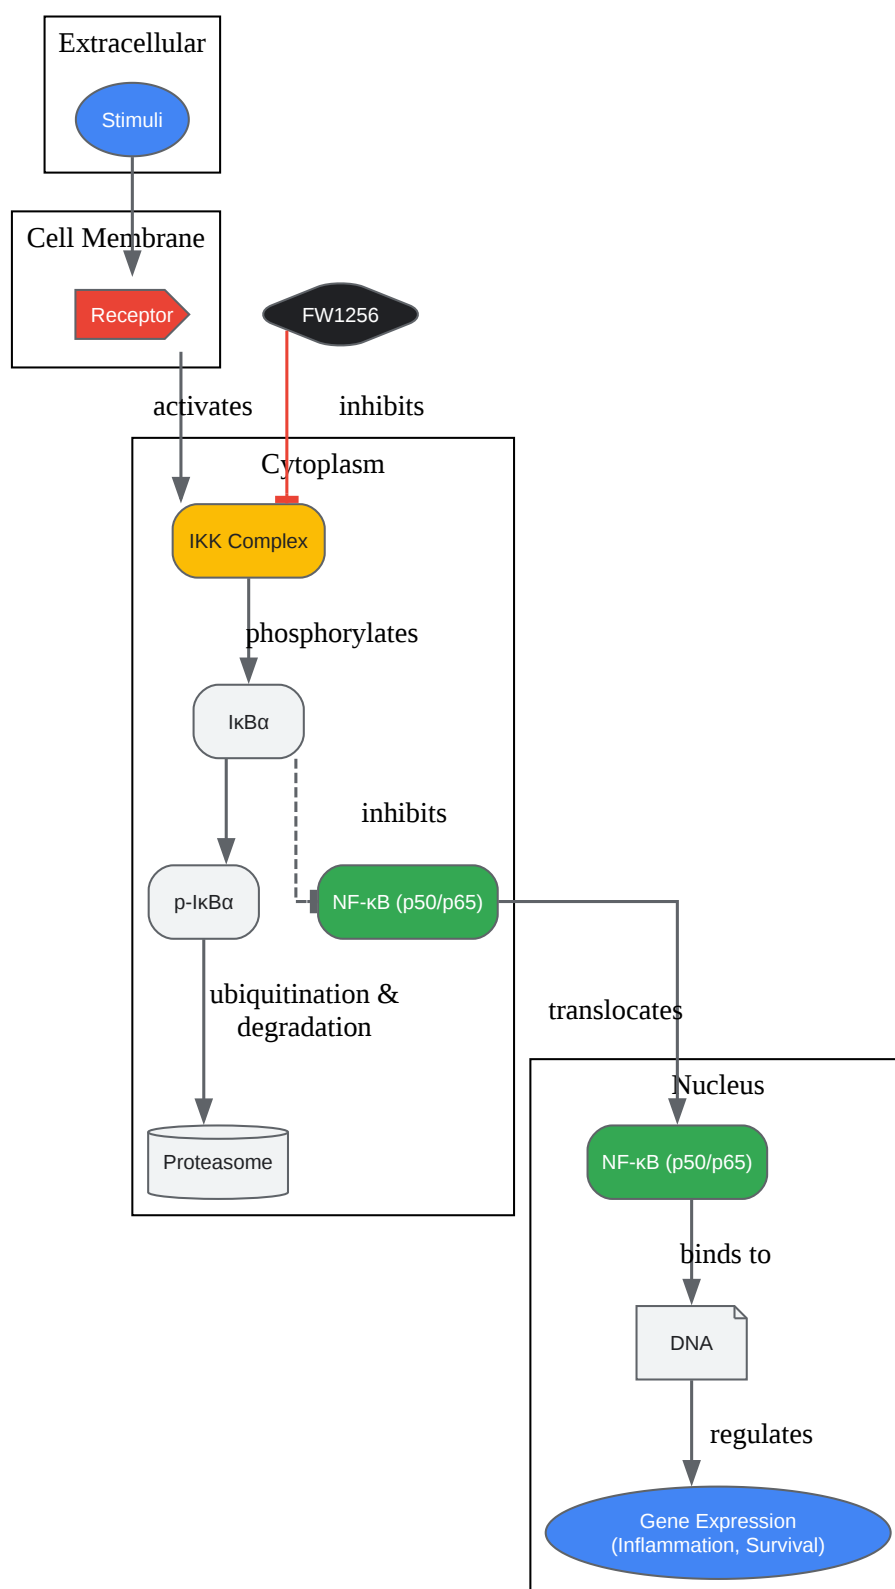 Extracellular
Stimuli
Cell Membrane
Receptor
FW1256
activates
inhibits
Cytoplasm
IKK Complex
phosphorylates
IκBα
inhibits
p-IκBα
NF-κB (p50/p65)
ubiquitination &
degradation
translocates
Nucleus
Proteasome
NF-κB (p50/p65)
binds to
DNA
regulates
Gene Expression
(Inflammation, Survival)